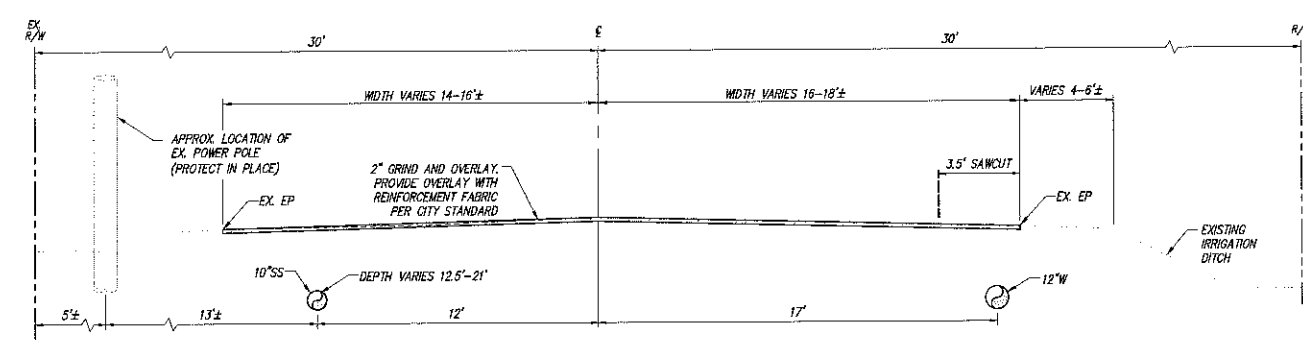 EX.
R/W
30'
℄
30'
R/
WIDTH VARIES 14-16'±
WIDTH VARIES 16-18'±
VARIES 4-6'±
APPROX. LOCATION OF
EX. POWER POLE
(PROTECT IN PLACE)
2" GRIND AND OVERLAY.
PROVIDE OVERLAY WITH
REINFORCEMENT FABRIC
PER CITY STANDARD
3.5' SAWCUT
EX. EP
EX. EP
EXISTING
IRRIGATION
DITCH
10"SS
DEPTH VARIES 12.5'-21'
12"W
5'±
13'±
12'
17'